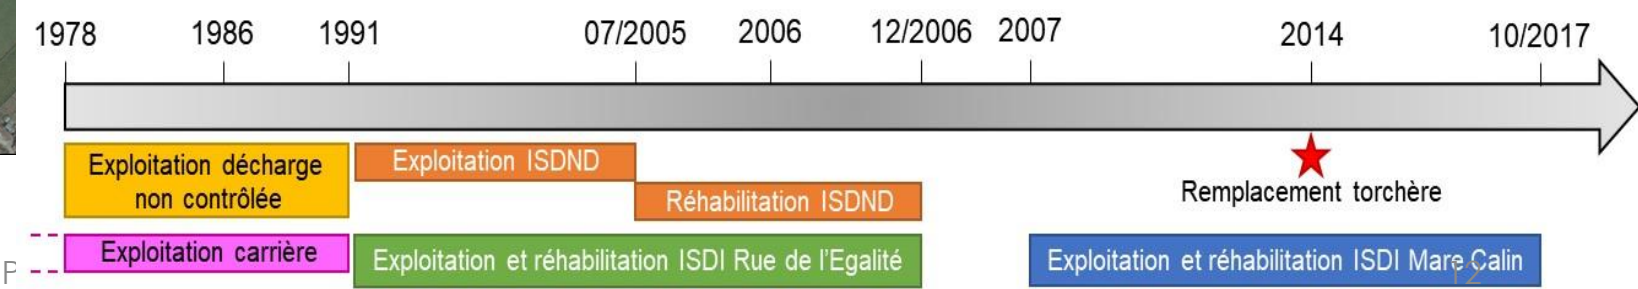 1978 1986 1991 07/2005 2006 12/2006 2007 2014 10/2017
Exploitation décharge
non contrôlée
Exploitation ISDND
Réhabilitation ISDND
Remplacement torchère
Exploitation carrière
Exploitation et réhabilitation ISDI Rue de l'Egalité
Exploitation et réhabilitation ISDI Mare Calin
P
12